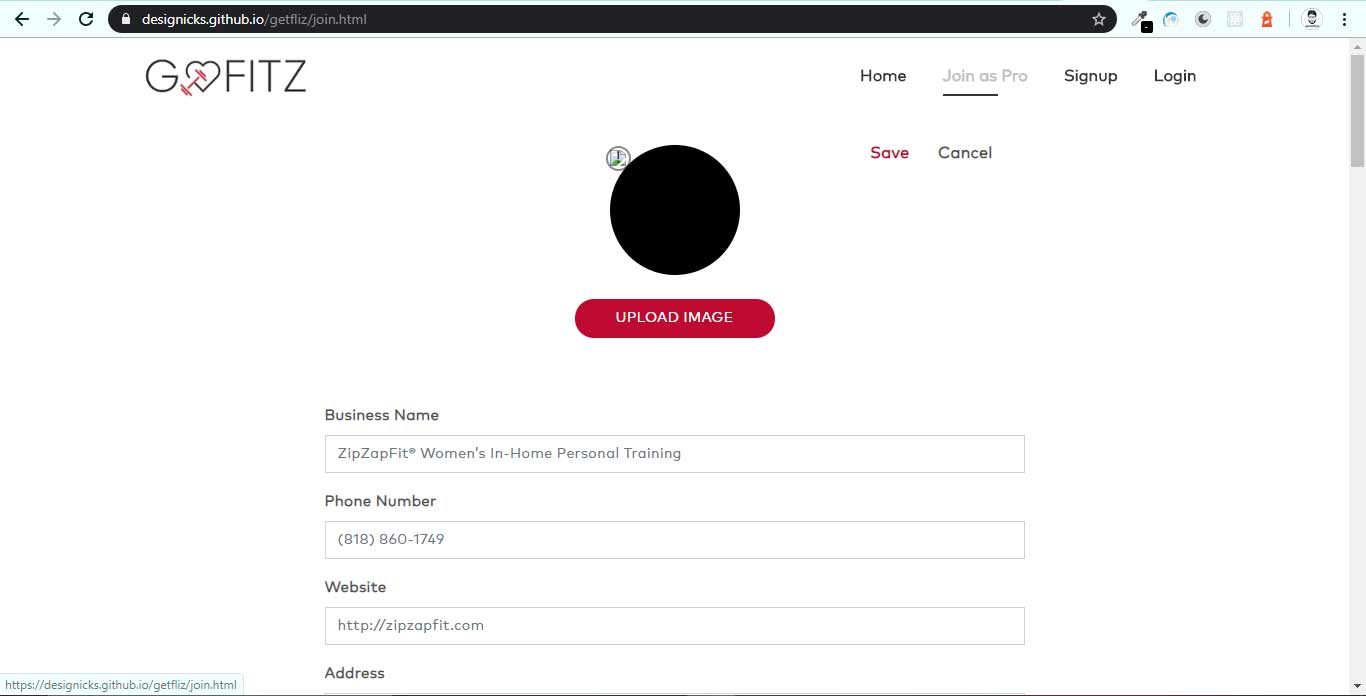 designicks.github.io/getfliz/join.html
GOFITZ
Home Join as Pro Signup Login
Save Cancel
UPLOAD IMAGE
Business Name
ZipZapFit® Women's In-Home Personal Training
Phone Number
(818) 860-1749
Website
http://zipzapfit.com
Address
https://designicks.github.io/getfliz/join.html